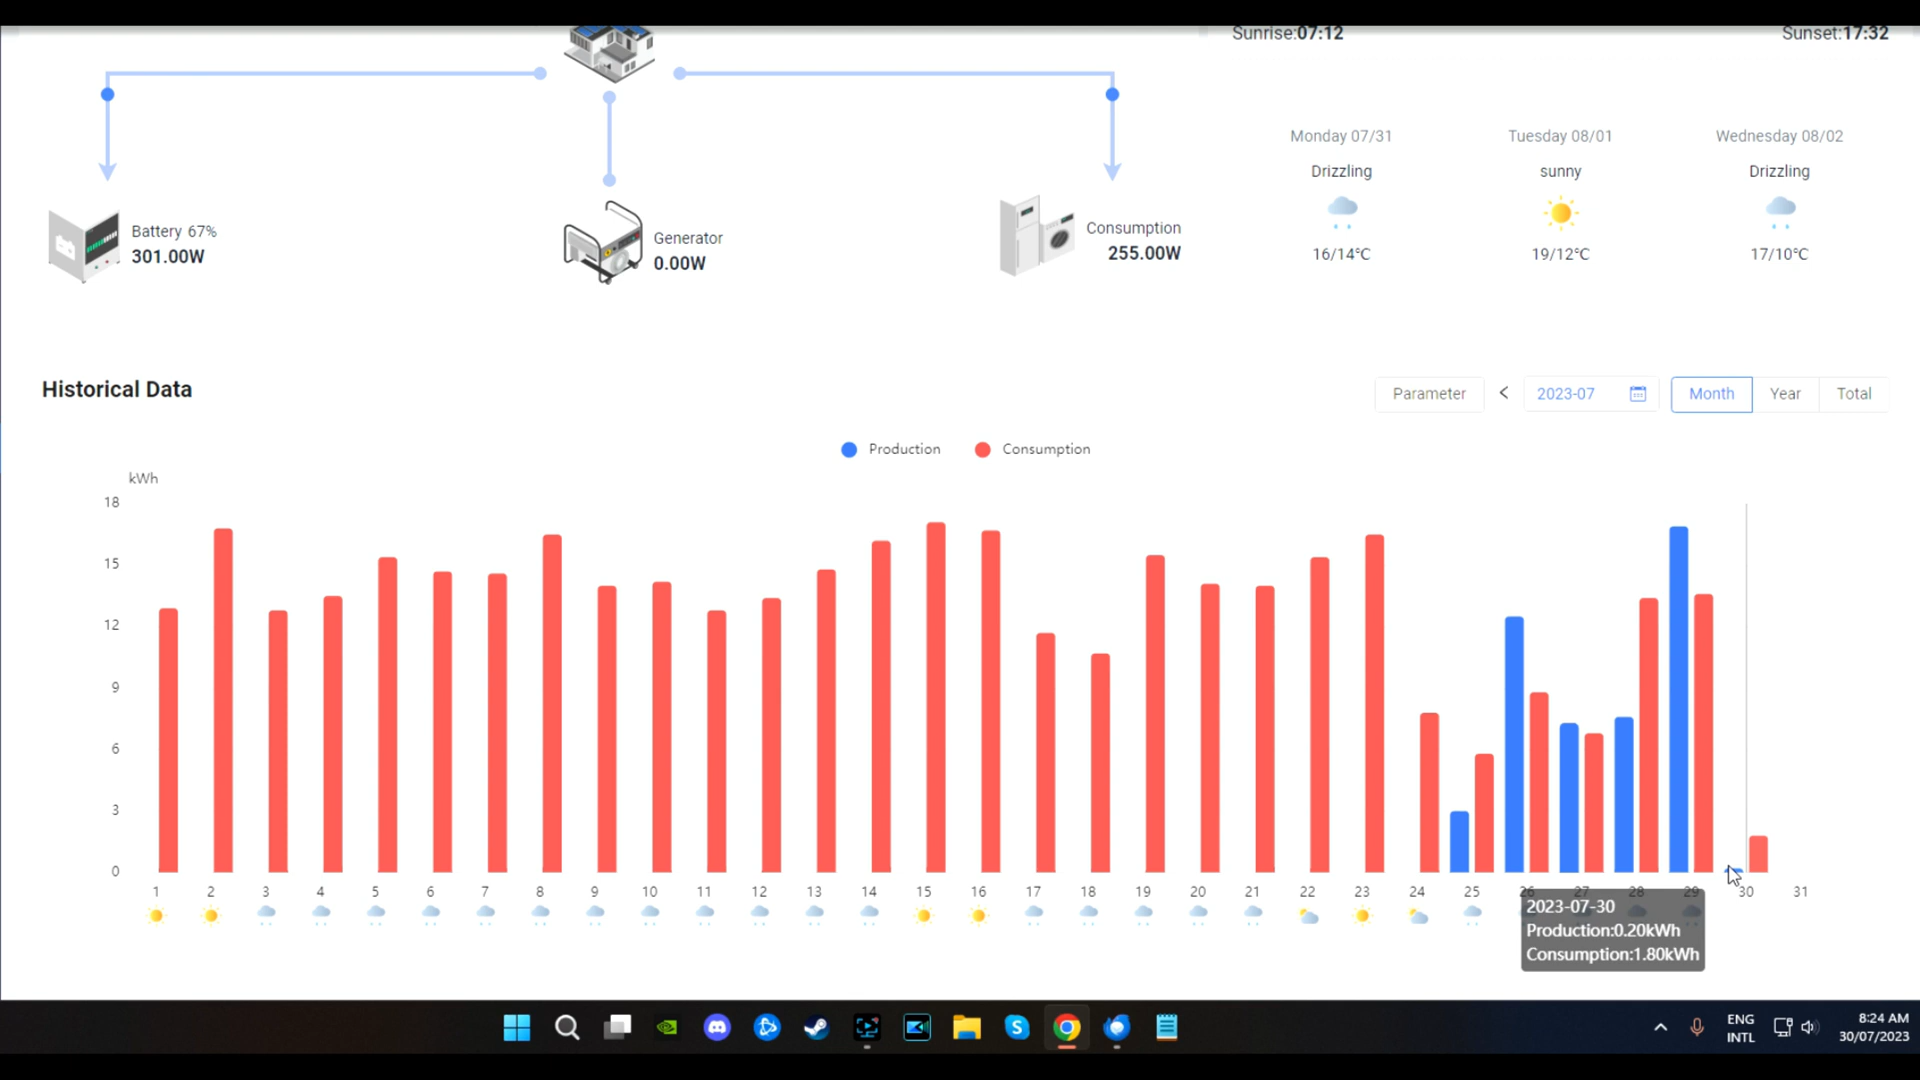 Sunrise:07:12
Sunset:17:32
Monday 07/31
Tuesday 08/01
Wednesday 08/02
Drizzling
sunny
Drizzling
16/14°C
19/12°C
17/10°C
Battery 67%
301.00W
Generator
0.00W
Consumption
255.00W
Historical Data
Parameter
<
2023-07
Month
Year
Total
Production
Consumption
kWh
18
15
12
9
6
3
0
1 2 3 4 5 6 7 8 9 10 11 12 13 14 15 16 17 18 19 20 21 22 23 24 25 26 27 28 29 30 31
2023-07-30
Production:0.20kWh
Consumption:1.80kWh
ENG
INTL
8:24 AM
30/07/2023